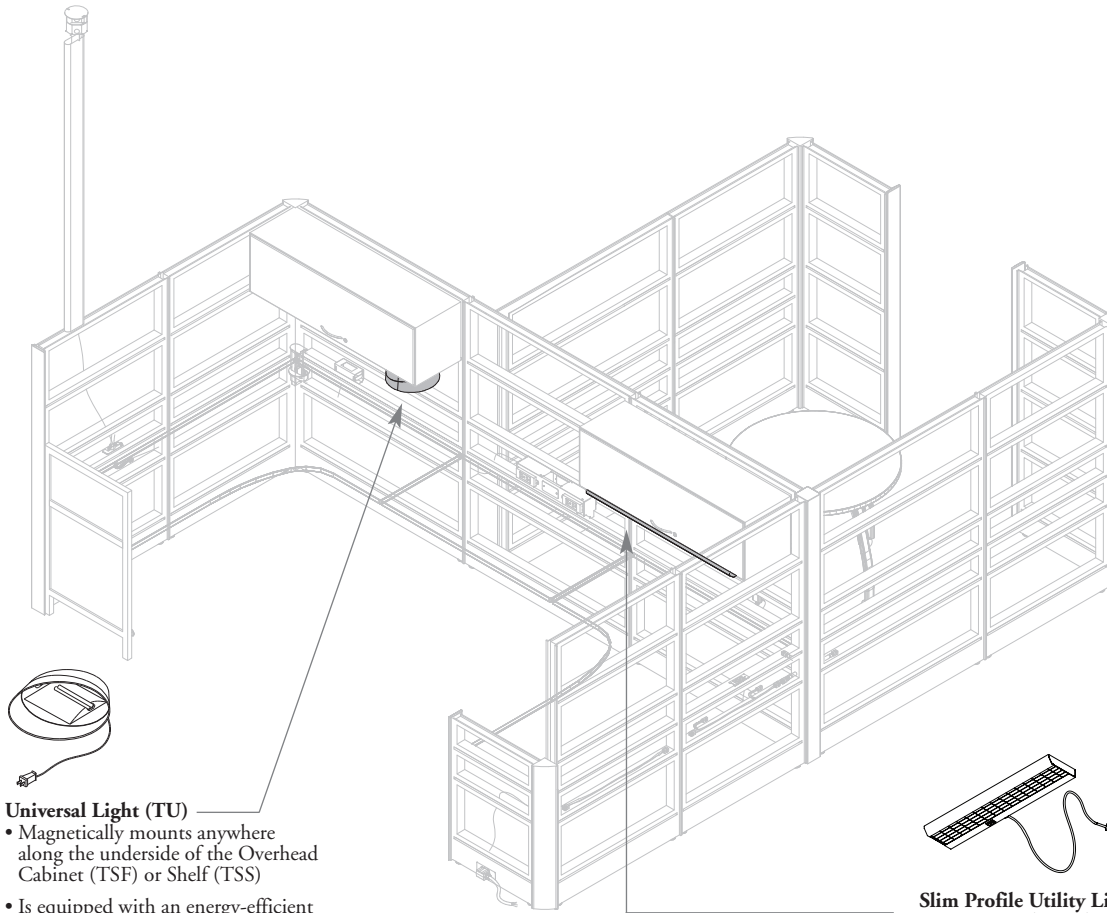 Universal Light (TU)
• Magnetically mounts anywhere
along the underside of the Overhead
Cabinet (TSF) or Shelf (TSS)
• Is equipped with an energy-efficient
Slim Profile Utility Li